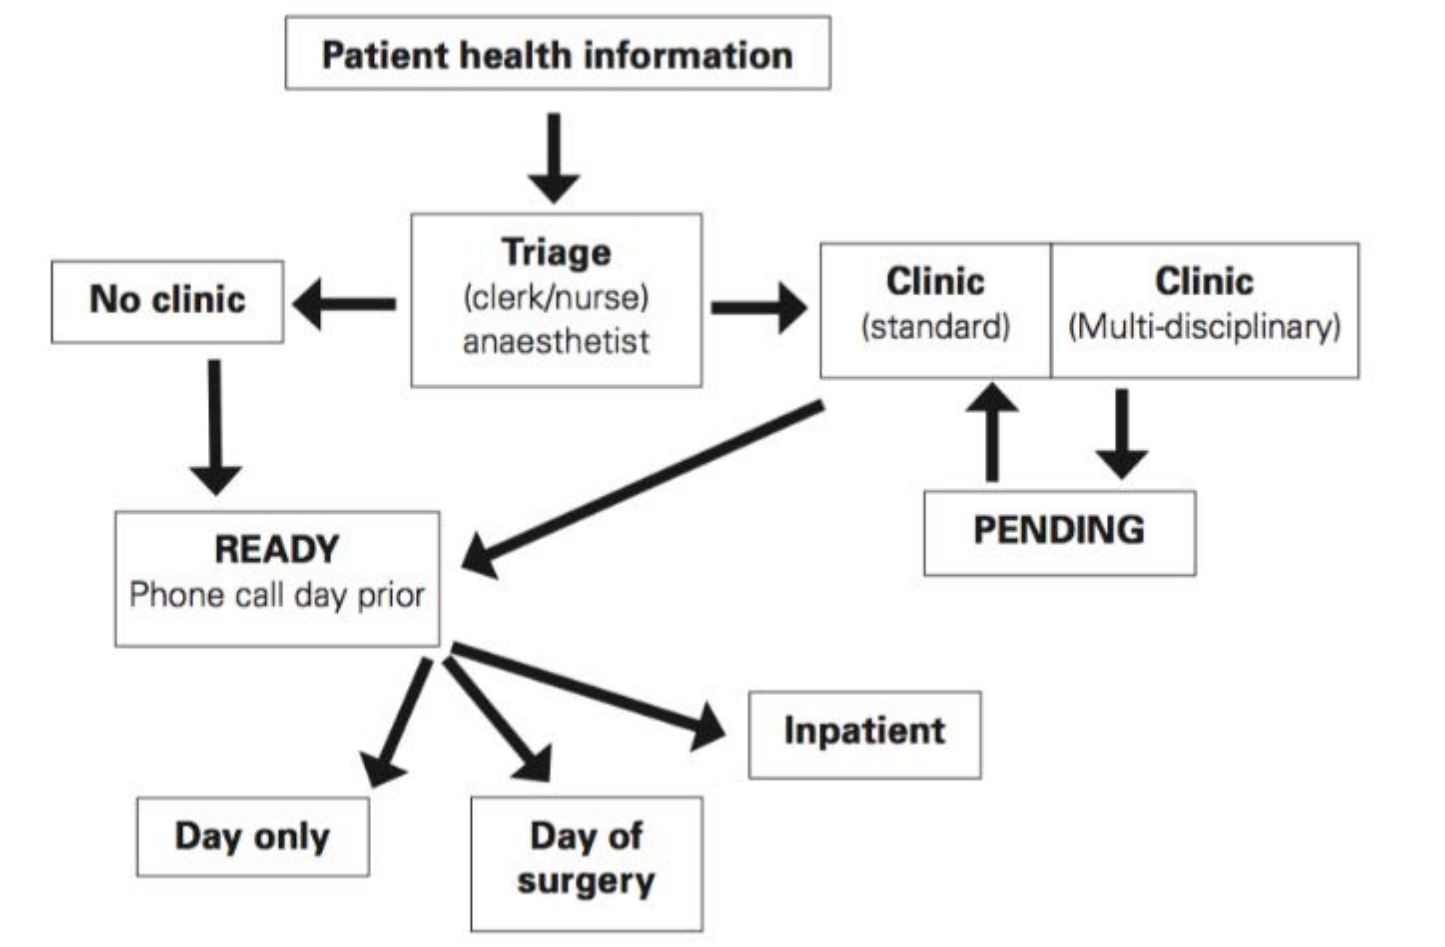 Patient health information
Triage
(clerk/nurse)
anaesthetist
No clinic
Clinic
(standard)
Clinic
(Multi-disciplinary)
READY
Phone call day prior
PENDING
Inpatient
Day only
Day of
surgery